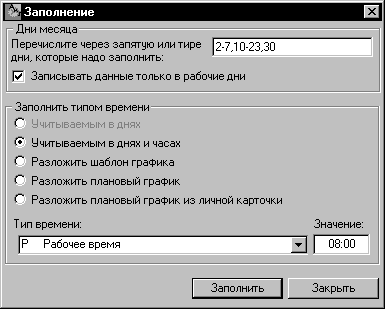 Заполнение
Дни месяца
Перечислите через запятую или тире
дни, которые надо заполнить:
2-7,10-23,30
Записывать данные только в рабочие дни
Заполнить типом времени
Учитываемым в днях
Учитываемым в днях и часах
Разложить шаблон графика
Разложить плановый график
Разложить плановый график из личной карточки
Тип времени: Значение:
Р Рабочее время 08:00
Заполнить Закрыть